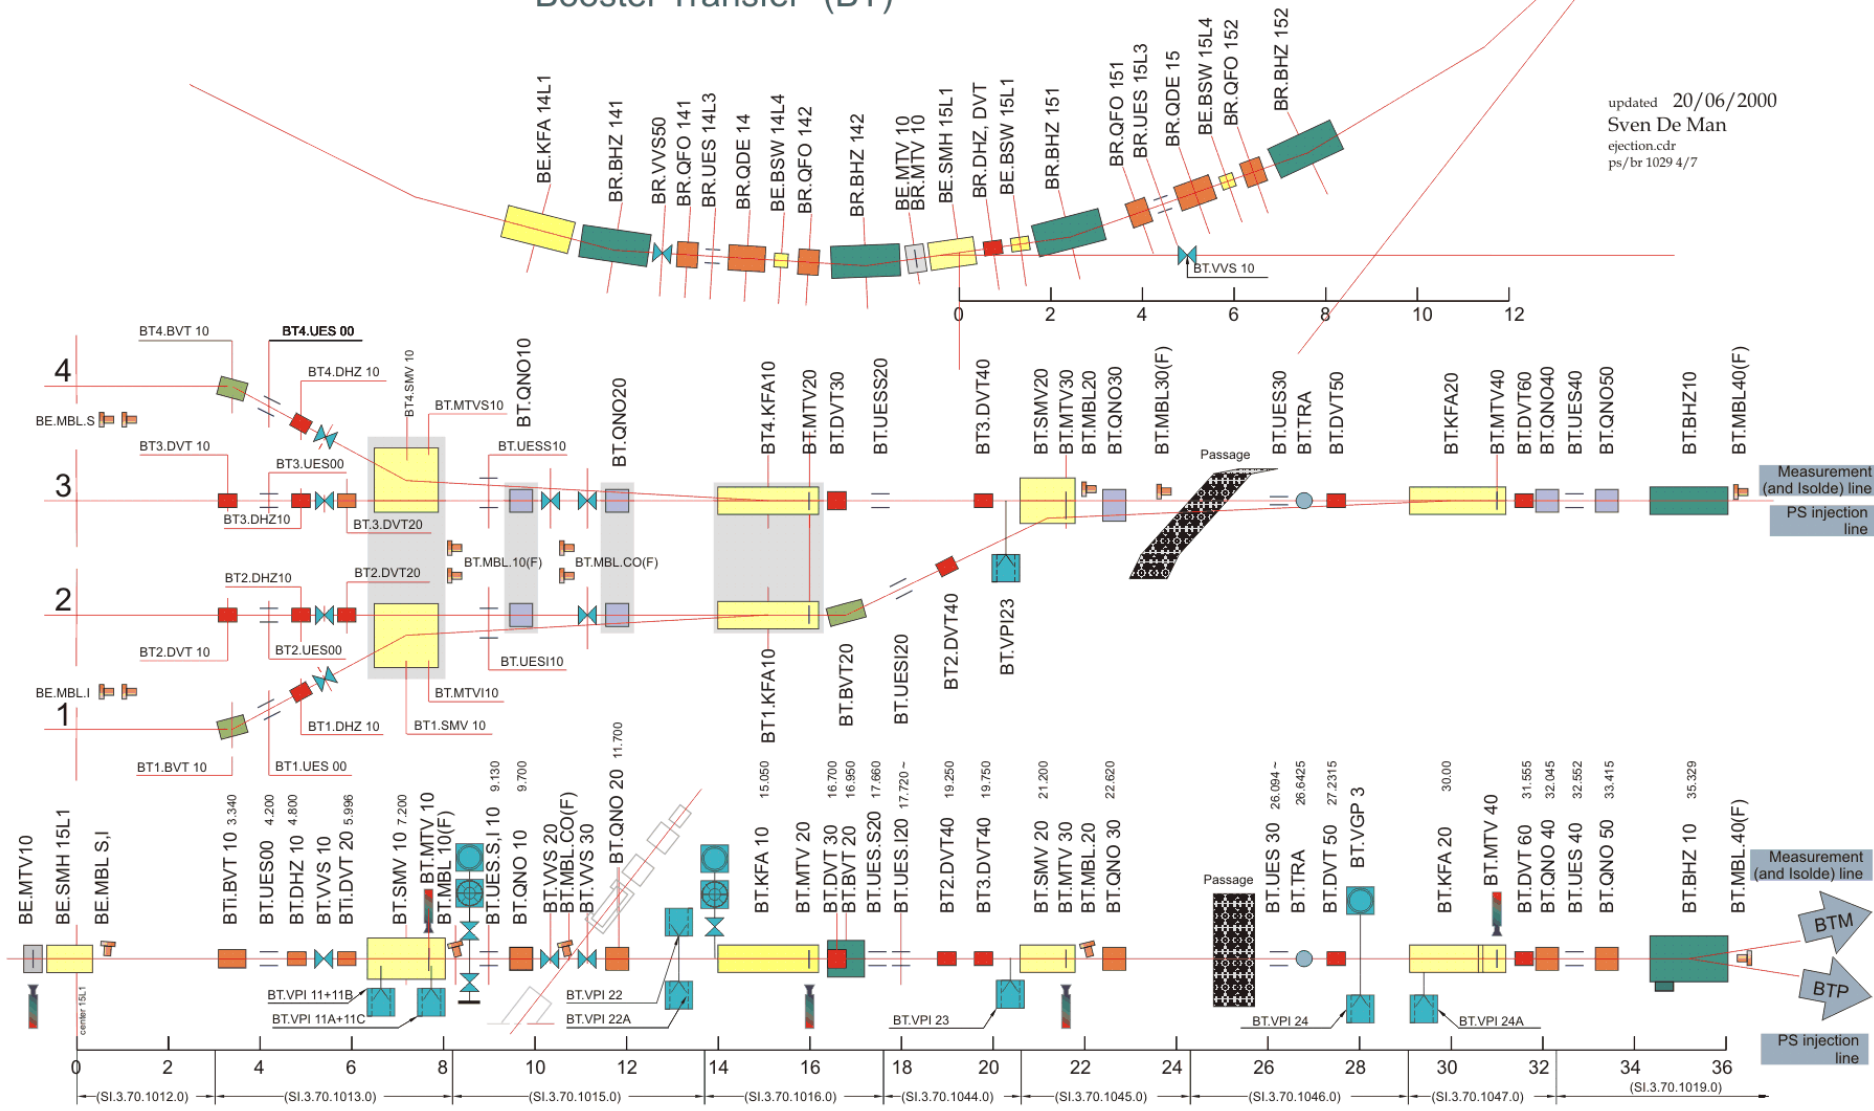 Booster Transfer (BT)
BE.KFA 14L1
BR.BHZ 141
BR.VVS50
BR.QFO 141
BR.UES 14L3
BR.QDE 14
BE.BSW 14L4
BR.QFO 142
BR.BHZ 142
BE.MTV 10
BR.MTV 10
BE.SMH 15L1
BR.DHZ, DVT
BE.BSW 15L1
BR.BHZ 151
BR.QFO 151
BR.UES 15L3
BR.QDE 15
BE.BSW 15L4
BR.QFO 152
BR.BHZ 152
updated 20/06/2000
Sven De Man
ejection.cdr
ps/br 1029 4/7
BT.VVS 10
0 2 4 6 8 10 12
BT4.BVT 10
BT4.UES 00
4
BT4.DHZ 10
BE.MBL.S
BT4.SMV 10
BT.MTVS10
BT3.DVT 10
BT3.UES00
BT.UESS10
3
BT3.DHZ10
BT.3.DVT20
BT.QNO10
BT.QNO20
BT4.KFA10
BT.MTV20
BT.DVT30
BT.UESS20
BT3.DVT40
BT.SMV20
BT.MTV30
BT.MBL20
BT.QNO30
BT.MBL30(F)
Passage
BT.UES30
BT.TRA
BT.DVT50
BT.KFA20
BT.MTV40
BT.DVT60
BT.QNO40
BT.UES40
BT.QNO50
BT.BHZ10
BT.MBL40(F)
Measurement
(and Isolde) line
PS injection
line
BT.MBL.10(F)
BT.MBL.CO(F)
BT2.DHZ10
BT2.DVT20
2
BT2.DVT 10
BT2.UES00
BT.UESI10
BE.MBL.I
BT.MTVI10
1
BT1.DHZ 10
BT1.SMV 10
BT1.BVT 10
BT1.UES 00
BT1.KFA10
BT.BVT20
BT.UESI20
BT2.DVT40
BT.VPI23
BE.MTV10
BE.SMH 15L1
BE.MBL S,I
BTi.BVT 10 3.340
BT.UES00 4.200
BT.DHZ 10 4.800
BT.VVS 10
BTi.DVT 20 5.996
BT.SMV 10 7.200
BT.MTV 10
BT.MBL 10(F)
BT.UES.S,I 10 9.130
BT.QNO 10 9.700
BT.VVS 20
BT.MBL.CO(F)
BT.VVS 30
BT.QNO 20 11.700
BT.KFA 10 15.050
BT.MTV 20
BT.DVT 30 16.700
BT.BVT 20 16.950
BT.UES.S20 17.660
BT.UES.I20 17.720 ~
BT2.DVT40 19.250
BT3.DVT40 19.750
BT.SMV 20 21.200
BT.MTV 30
BT.MBL.20
BT.QNO 30 22.620
Passage
BT.UES 30 26.094 ~
BT.TRA 26.6425
BT.DVT 50 27.2315
BT.VGP 3
BT.KFA 20 30.00
BT.MTV 40
BT.DVT 60 31.555
BT.QNO 40 32.045
BT.UES 40 32.552
BT.QNO 50 33.415
BT.BHZ 10 35.329
BT.MBL.40(F)
Measurement
(and Isolde) line
BTM
BTP
center 15L1
BT.VPI 11+11B
BT.VPI 11A+11C
BT.VPI 22
BT.VPI 22A
BT.VPI 23
BT.VPI 24
BT.VPI 24A
PS injection
line
0 2 4 6 8 10 12 14 16 18 20 22 24 26 28 30 32 34 36
(SI.3.70.1012.0) (SI.3.70.1013.0) (SI.3.70.1015.0) (SI.3.70.1016.0) (SI.3.70.1044.0) (SI.3.70.1045.0) (SI.3.70.1046.0) (SI.3.70.1047.0) (SI.3.70.1019.0)